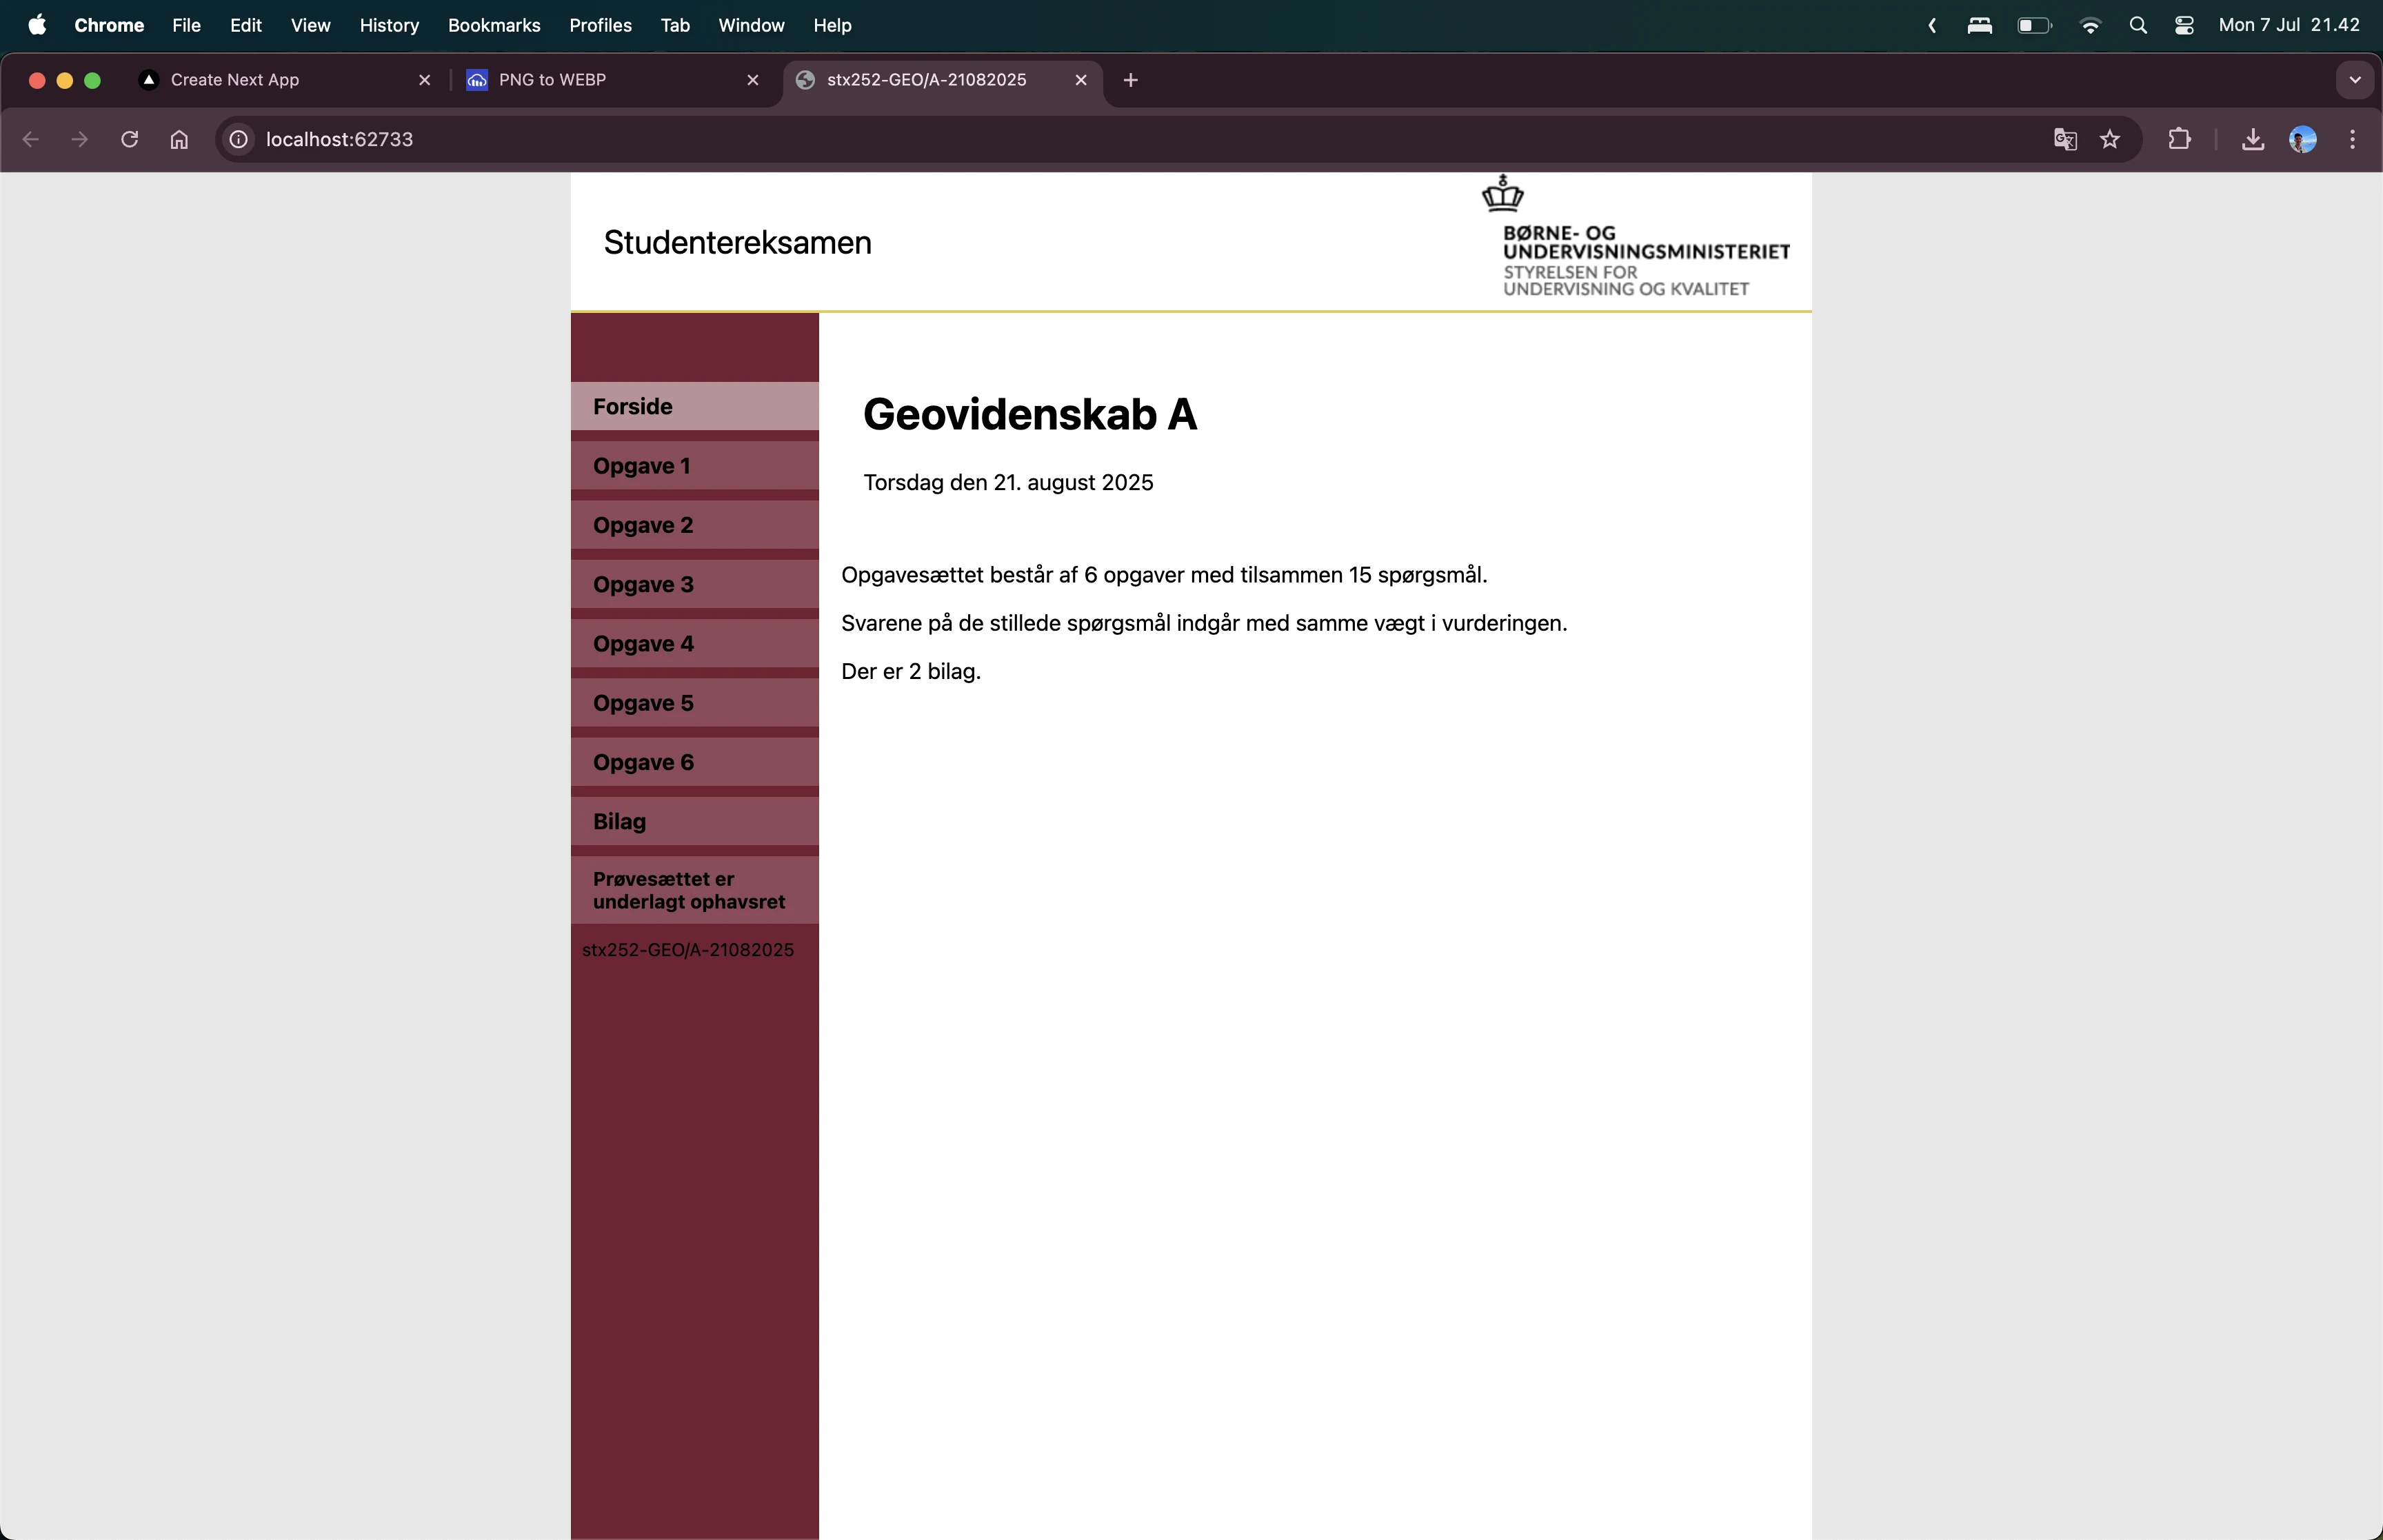 Chrome File Edit View History Bookmarks Profiles Tab Window Help Mon 7 Jul 21.42
Create Next App PNG to WEBP stx252-GEO/A-21082025
localhost:62733
Studentereksamen
BØRNE- OG
UNDERVISNINGSMINISTERIET
STYRELSEN FOR
UNDERVISNING OG KVALITET
Forside
Opgave 1
Opgave 2
Opgave 3
Opgave 4
Opgave 5
Opgave 6
Bilag
Prøvesættet er
underlagt ophavsret
stx252-GEO/A-21082025
Geovidenskab A
Torsdag den 21. august 2025
Opgavesættet består af 6 opgaver med tilsammen 15 spørgsmål.
Svarene på de stillede spørgsmål indgår med samme vægt i vurderingen.
Der er 2 bilag.